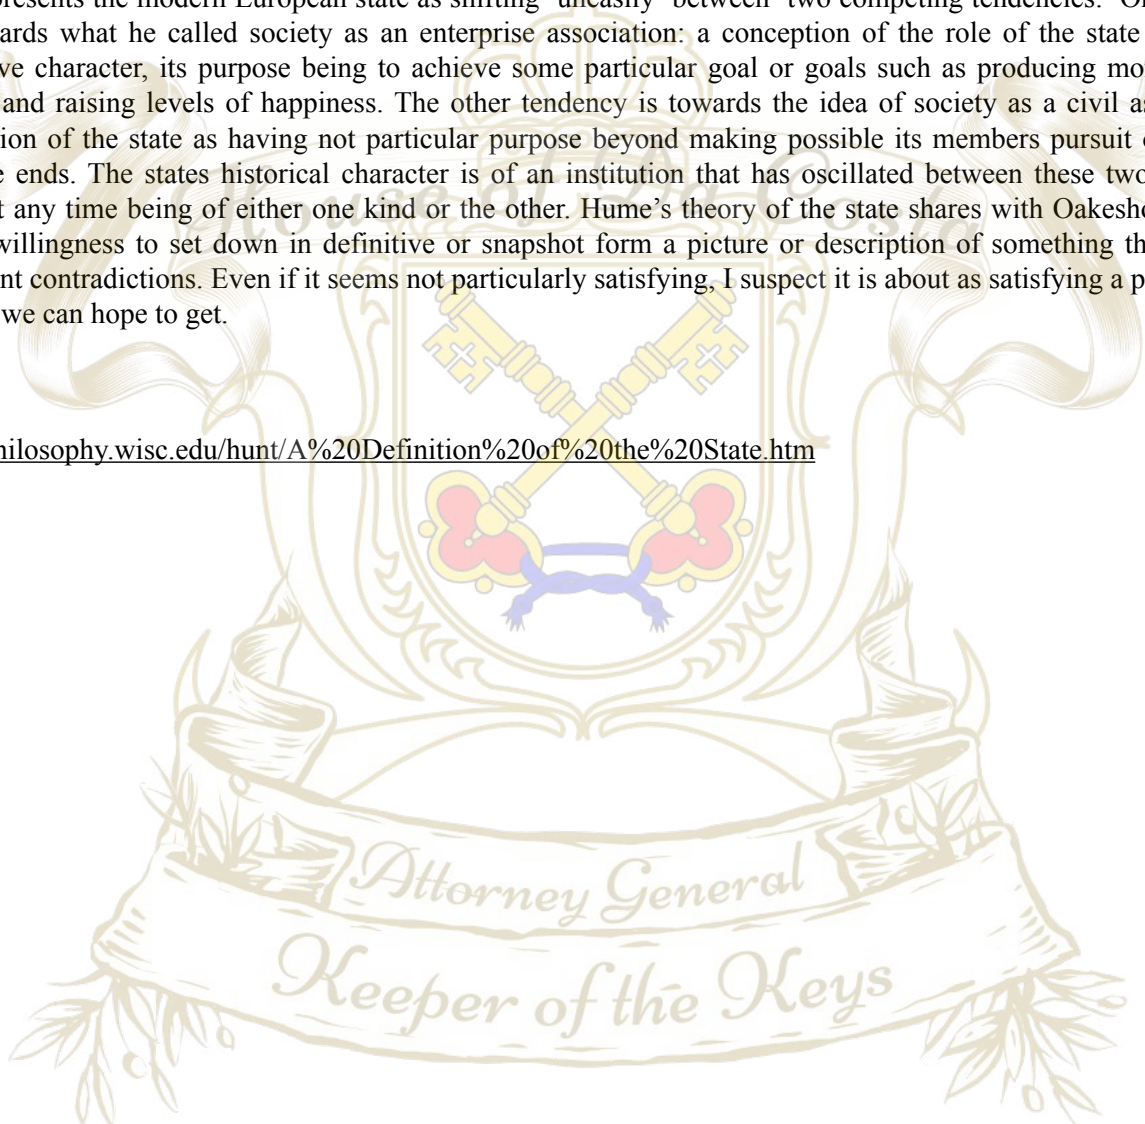 presents the modern European state as shifting “uneasily” between “two competing tendencies.”
ards what he called society as an enterprise association: a conception of the role of the state
ve character, its purpose being to achieve some particular goal or goals such as producing mo
and raising levels of happiness. The other tendency is towards the idea of society as a civil as
ion of the state as having not particular purpose beyond making possible its members pursuit
e ends. The states historical character is of an institution that has oscillated between these two
t any time being of either one kind or the other. Hume’s theory of the state shares with Oakesho
willingness to set down in definitive or snapshot form a picture or description of something th
nt contradictions. Even if it seems not particularly satisfying, I suspect it is about as satisfying a p
we can hope to get.
House of Da Costa
hilosophy.wisc.edu/hunt/A%20Definition%20of%20the%20State.htm
Attorney General
Keeper of the Keys